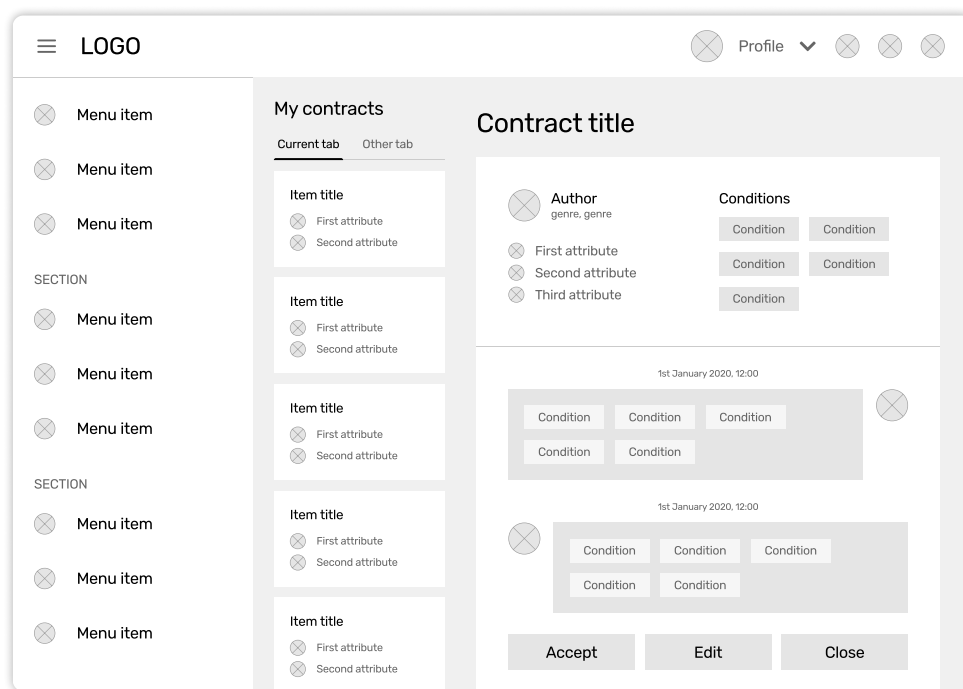 LOGO
Profile
Menu item
Menu item
Menu item
SECTION
Menu item
Menu item
Menu item
SECTION
Menu item
Menu item
Menu item
My contracts
Current tab Other tab
Item title
First attribute
Second attribute
Item title
First attribute
Second attribute
Item title
First attribute
Second attribute
Item title
First attribute
Second attribute
Item title
First attribute
Second attribute
Contract title
Author
genre, genre
First attribute
Second attribute
Third attribute
Conditions
Condition Condition
Condition Condition
Condition
1st January 2020, 12:00
Condition Condition Condition
Condition Condition
1st January 2020, 12:00
Condition Condition Condition
Condition Condition
Accept Edit Close